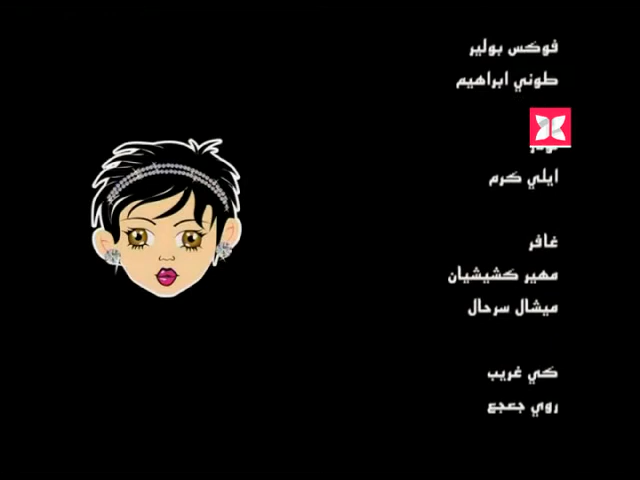 فوكس بولير
طوني ابراهيم
ايلي كرم
غافر
مهير كشيشيان
ميشال سرحال
كي غريب
روي جعجع